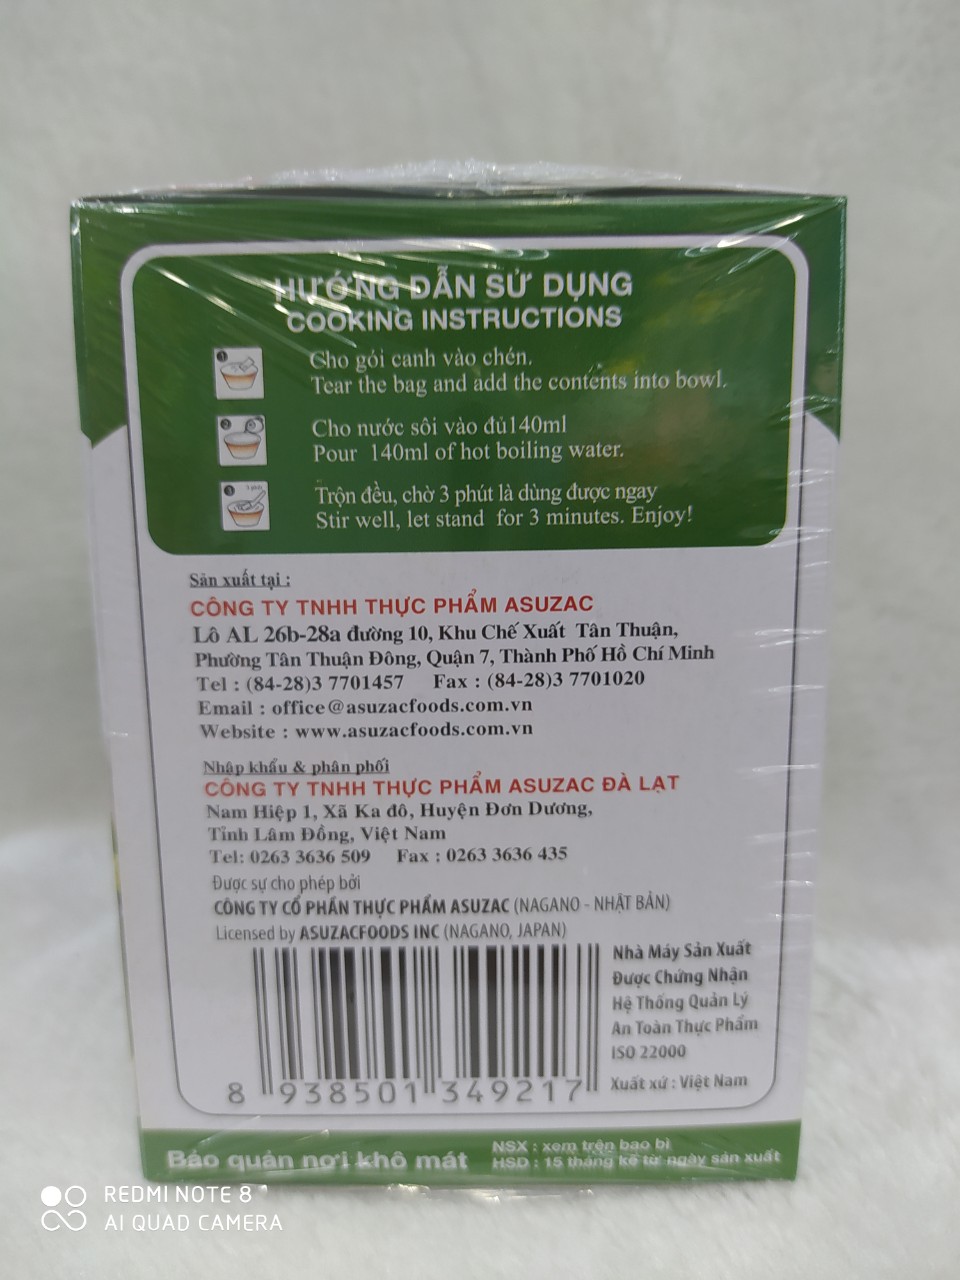 HƯỚNG DẪN SỬ DỤNG
COOKING INSTRUCTIONS
1
Cho gói canh vào chén.
Tear the bag and add the contents into bowl.
2
Cho nước sôi vào đủ140ml
Pour 140ml of hot boiling water.
3
3 phút
Trộn đều, chờ 3 phút là dùng được ngay
Stir well, let stand for 3 minutes. Enjoy!
Sản xuất tại :
CÔNG TY TNHH THỰC PHẨM ASUZAC
Lô AL 26b-28a đường 10, Khu Chế Xuất Tân Thuận,
Phường Tân Thuận Đông, Quận 7, Thành Phố Hồ Chí Minh
Tel : (84-28)3 7701457 Fax : (84-28)3 7701020
Email : office@asuzacfoods.com.vn
Website : www.asuzacfoods.com.vn
Nhập khẩu & phân phối
CÔNG TY TNHH THỰC PHẨM ASUZAC ĐÀ LẠT
Nam Hiệp 1, Xã Ka đô, Huyện Đơn Dương,
Tỉnh Lâm Đồng, Việt Nam
Tel: 0263 3636 509 Fax : 0263 3636 435
Được sự cho phép bởi
CÔNG TY CỔ PHẦN THỰC PHẨM ASUZAC (NAGANO - NHẬT BẢN)
Licensed by ASUZACFOODS INC (NAGANO, JAPAN)
Nhà Máy Sản Xuất
Được Chứng Nhận
Hệ Thống Quản Lý
An Toàn Thực Phẩm
ISO 22000
Xuất xứ : Việt Nam
8 938501 349217
Bảo quản nơi khô mát
NSX : xem trên bao bì
HSD : 15 tháng kể từ ngày sản xuất
REDMI NOTE 8
AI QUAD CAMERA